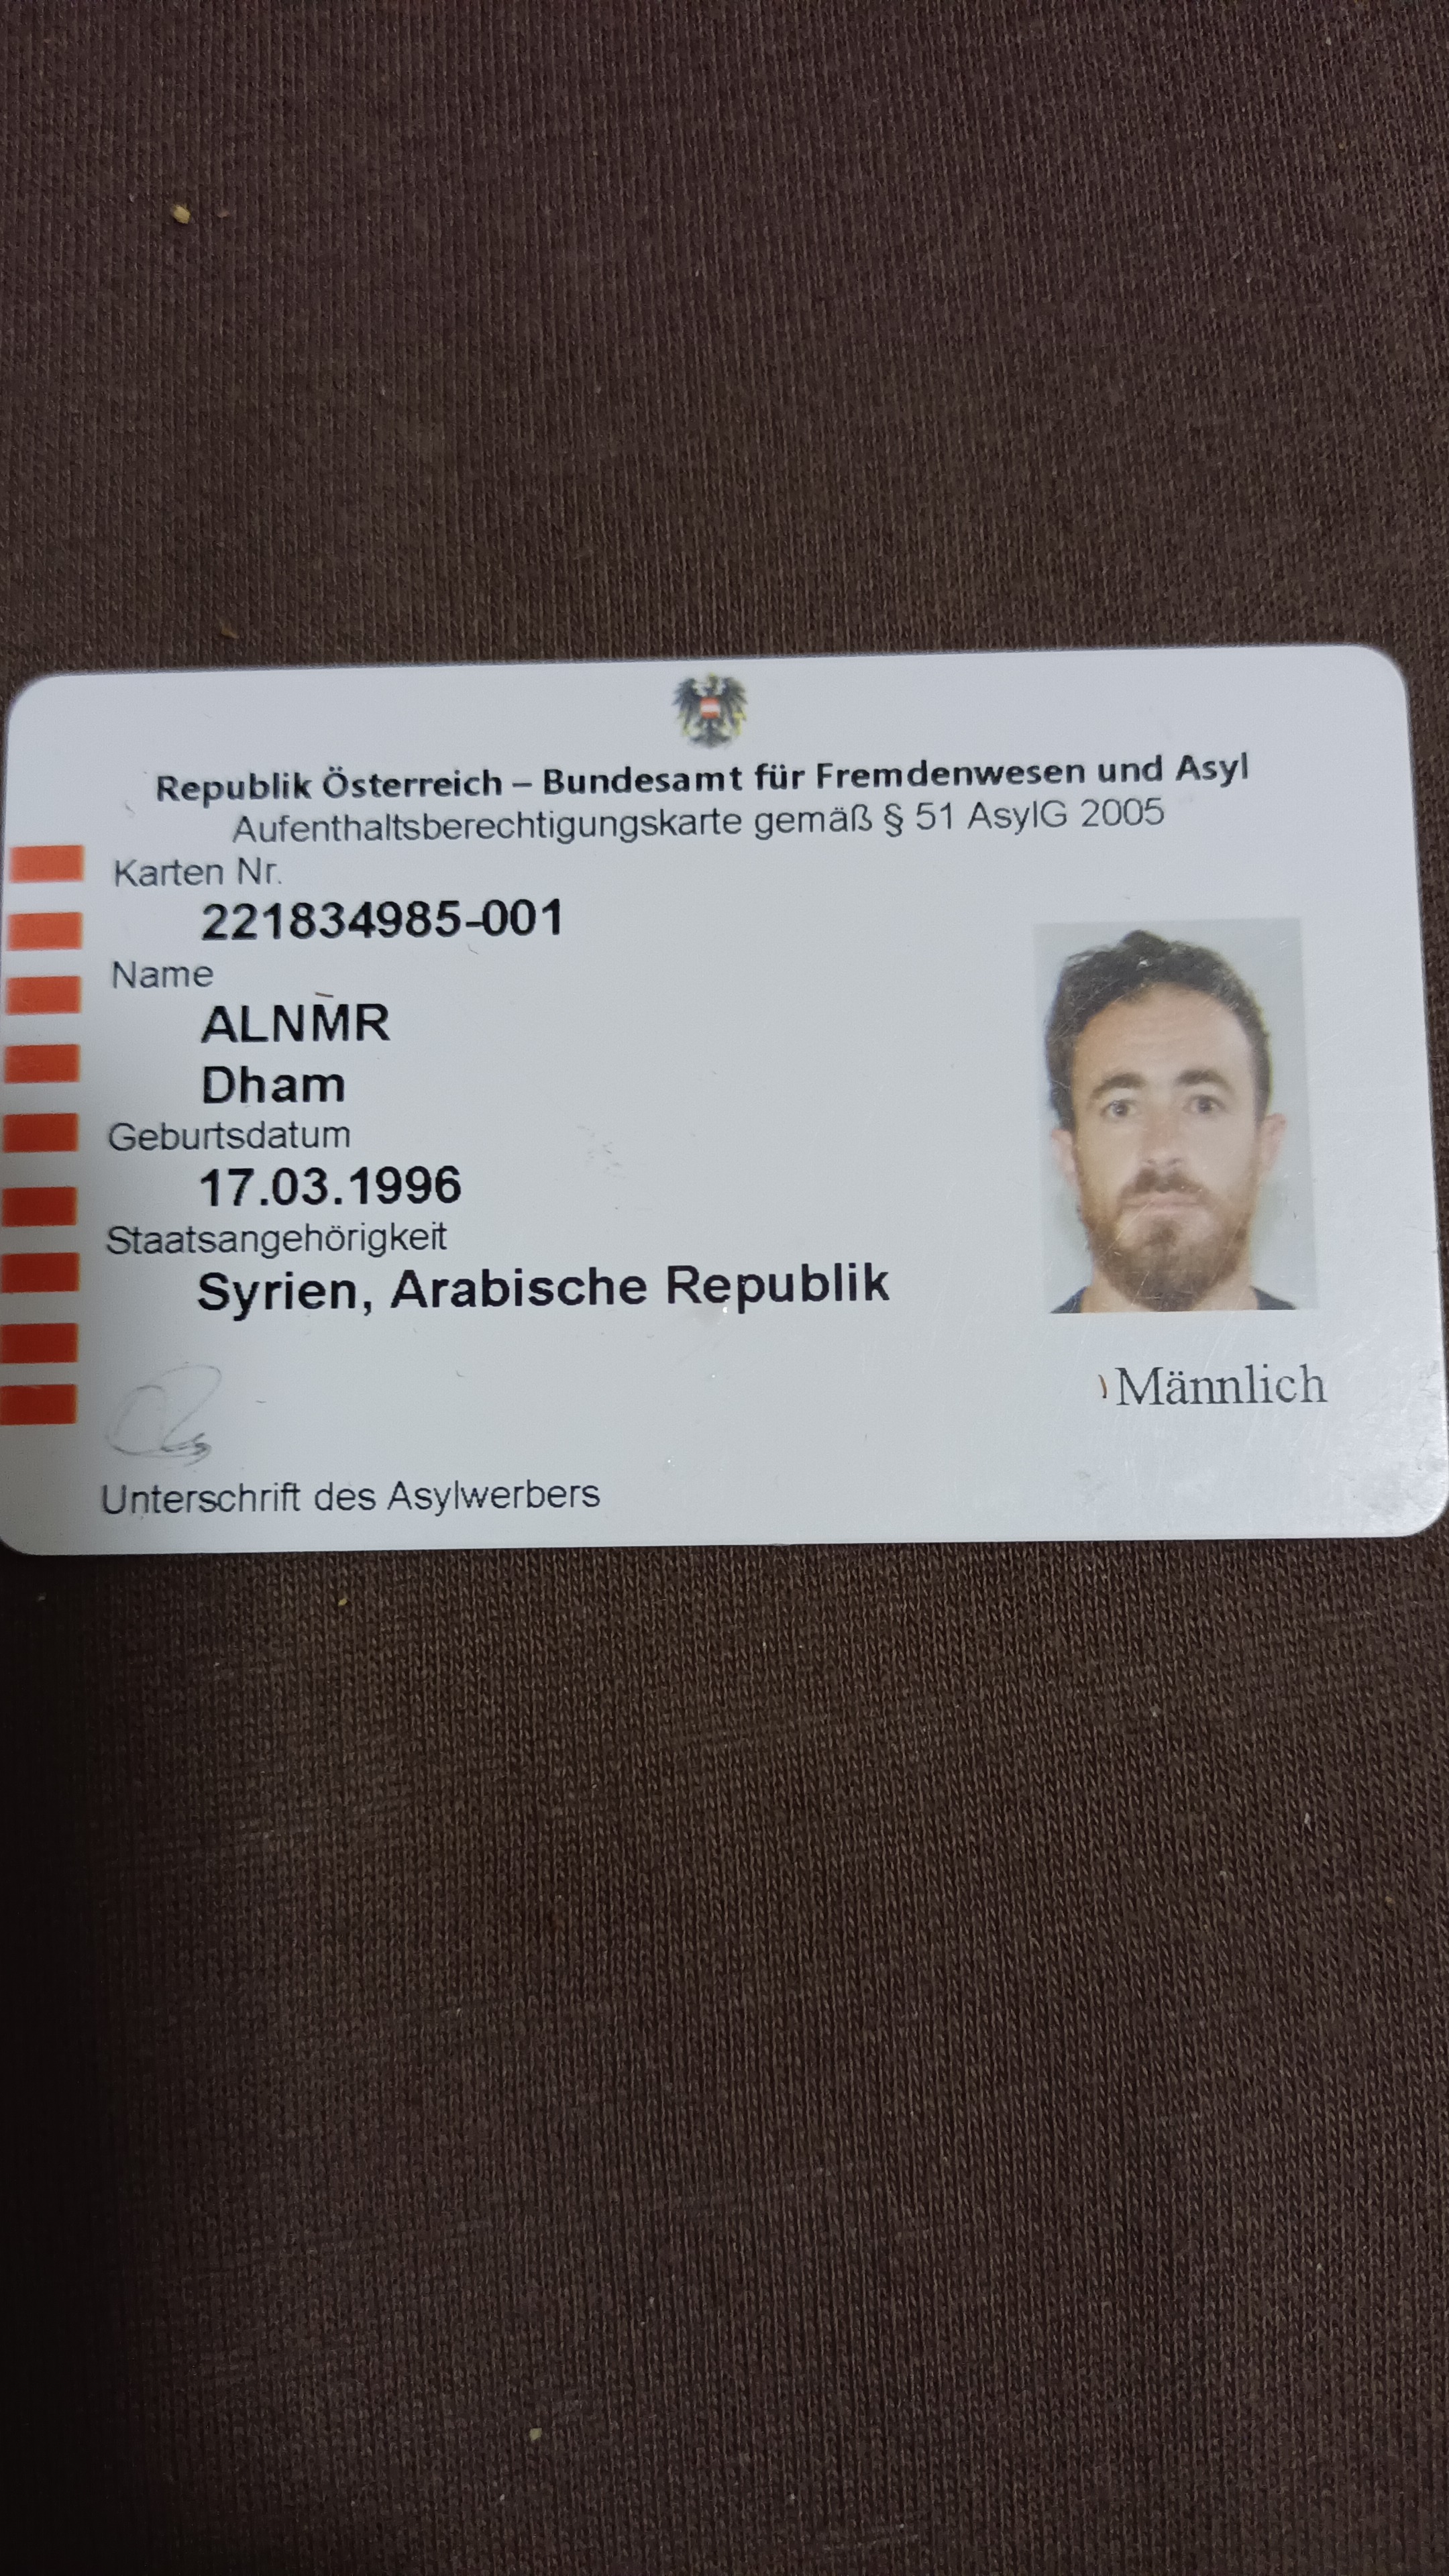 Republik Österreich – Bundesamt für Fremdenwesen und Asyl
Aufenthaltsberechtigungskarte gemäß § 51 AsylG 2005
Karten Nr.
221834985-001
Name
ALNMR
Dham
Geburtsdatum
17.03.1996
Staatsangehörigkeit
Syrien, Arabische Republik
Männlich
Unterschrift des Asylwerbers